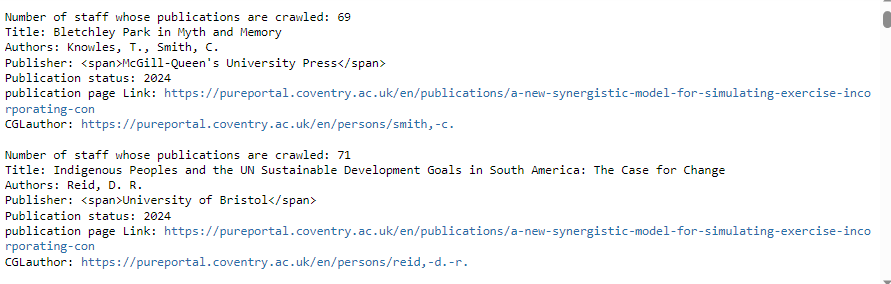 Number of staff whose publications are crawled: 69
Title: Bletchley Park in Myth and Memory
Authors: Knowles, T., Smith, C.
Publisher: <span>McGill-Queen's University Press</span>
Publication status: 2024
publication page Link: https://pureportal.coventry.ac.uk/en/publications/a-new-synergistic-model-for-simulating-exercise-inco
rporating-con
CGLauthor: https://pureportal.coventry.ac.uk/en/persons/smith,-c.
Number of staff whose publications are crawled: 71
Title: Indigenous Peoples and the UN Sustainable Development Goals in South America: The Case for Change
Authors: Reid, D. R.
Publisher: <span>University of Bristol</span>
Publication status: 2024
publication page Link: https://pureportal.coventry.ac.uk/en/publications/a-new-synergistic-model-for-simulating-exercise-inco
rporating-con
CGLauthor: https://pureportal.coventry.ac.uk/en/persons/reid,-d.-r.